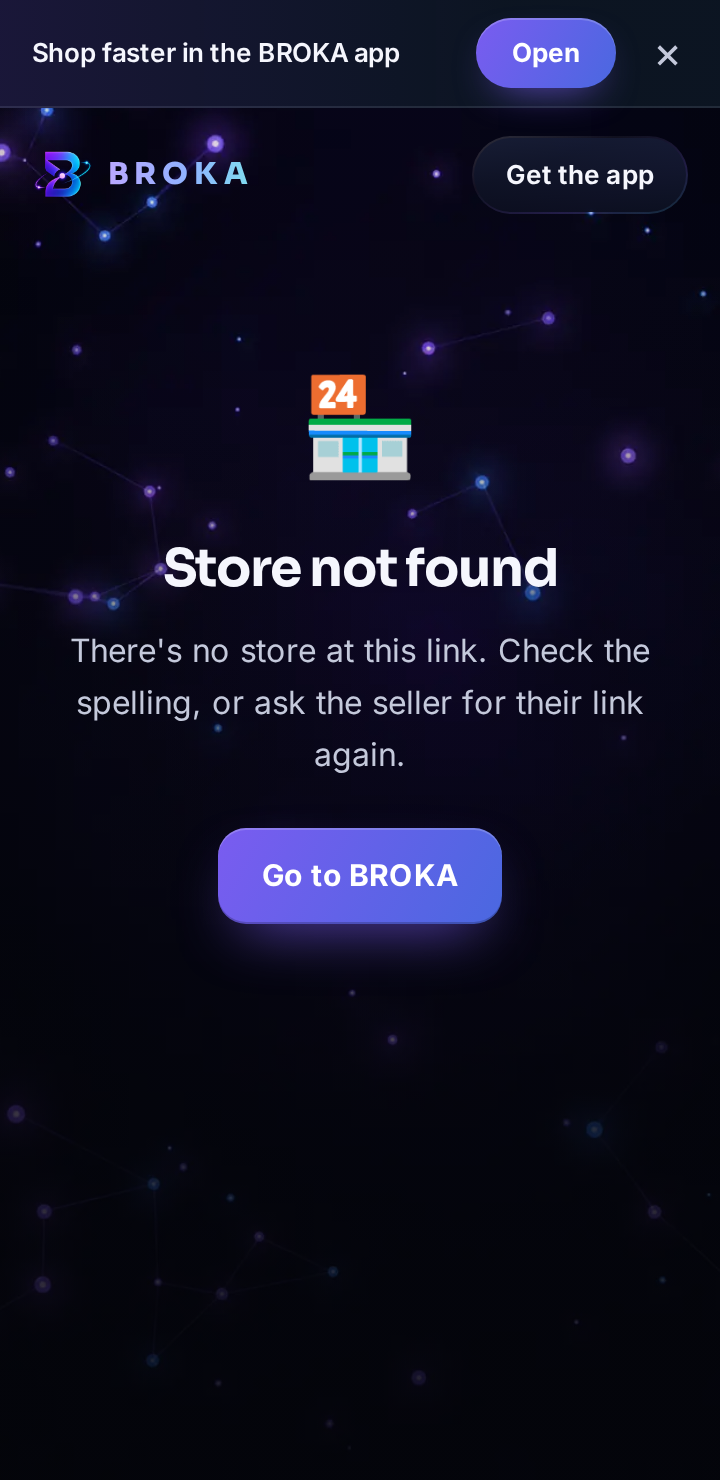 Shop faster in the BROKA app
Open
×
BROKA
Get the app
24
Store not found
There's no store at this link. Check the
spelling, or ask the seller for their link
again.
Go to BROKA